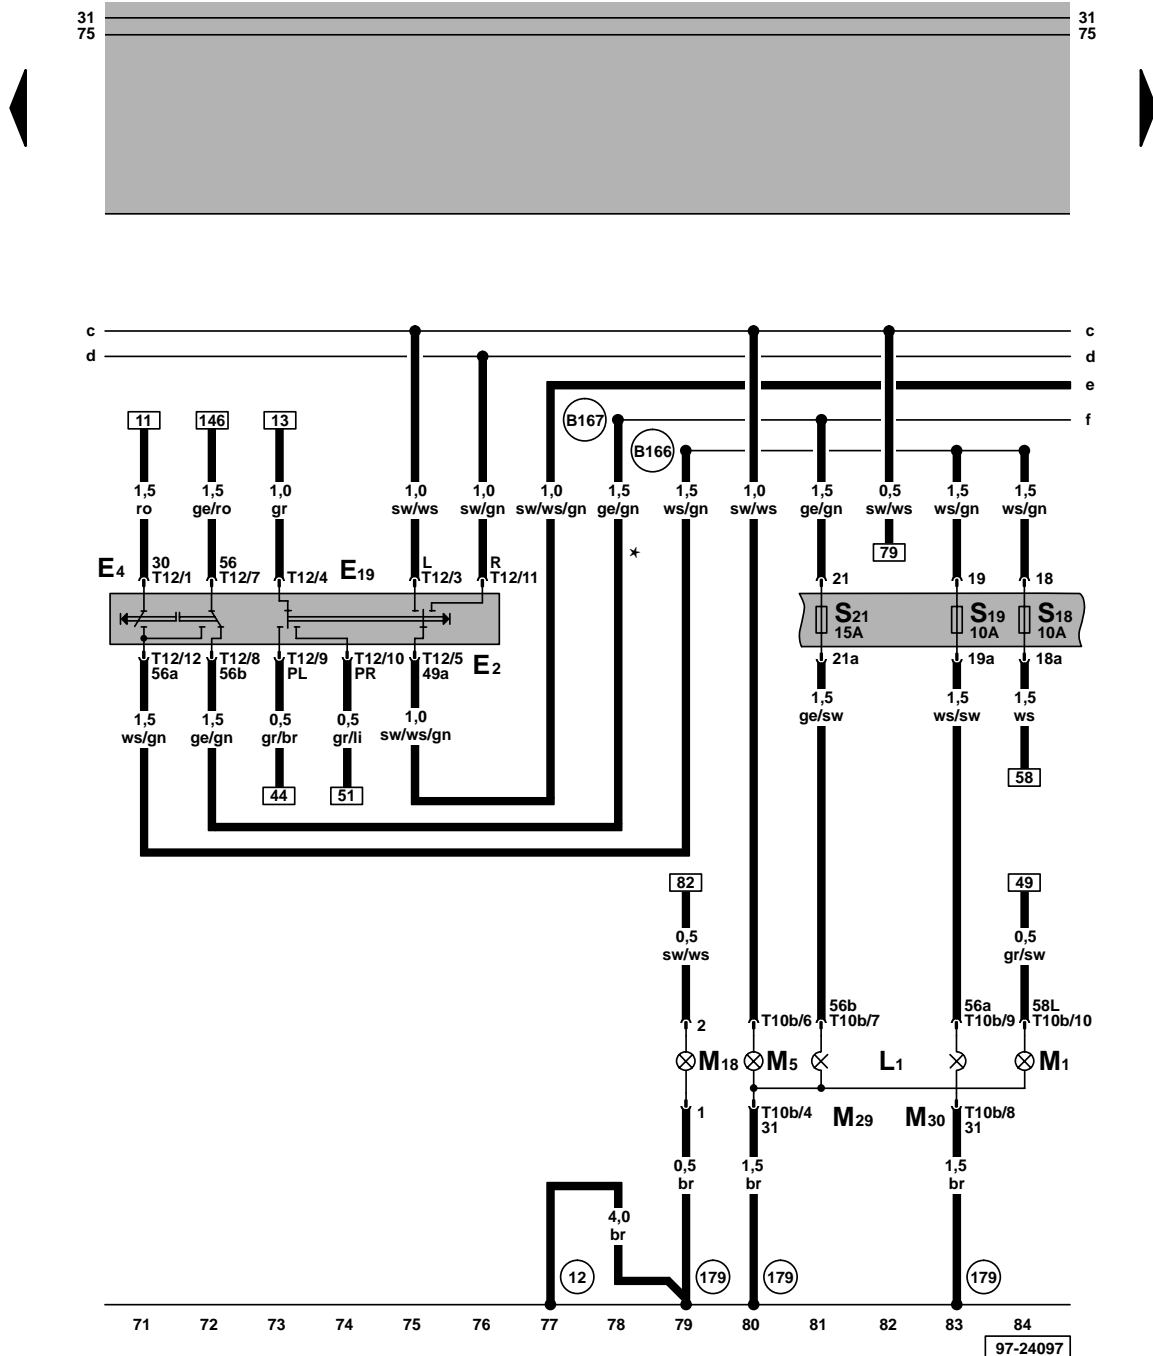 31 31
75 75
c c
d d
e
B167 f
11 146 13
B166
1,5 1,5 1,0 1,0 1,0 1,0 1,5 1,5 1,0 1,5 0,5 1,5 1,5
ro ge/ro gr sw/ws sw/gn sw/ws/gn ge/gn ws/gn sw/ws ge/gn sw/ws ws/gn ws/gn
79
E4 30 56 E19 L R * 21 19 18
T12/1 T12/7 T12/4 T12/3 T12/11
S21 S19 S18
15A 10A 10A
T12/12 T12/8 T12/9 T12/10 T12/5 E2 21a 19a 18a
56a 56b PL PR 49a
1,5 1,5 0,5 0,5 1,0 1,5 1,5 1,5
ws/gn ge/gn gr/br gr/li sw/ws/gn ge/sw ws/sw ws
58
44 51
82 49
0,5 0,5
sw/ws gr/sw
56b 56a 58L
2 T10b/6 T10b/7 T10b/9 T10b/10
M18 M5 L1 M1
1 T10b/4 M29 M30 T10b/8
31 31
0,5 1,5 1,5
br br br
4,0
br
12 179 179 179
71 72 73 74 75 76 77 78 79 80 81 82 83 84
97-24097